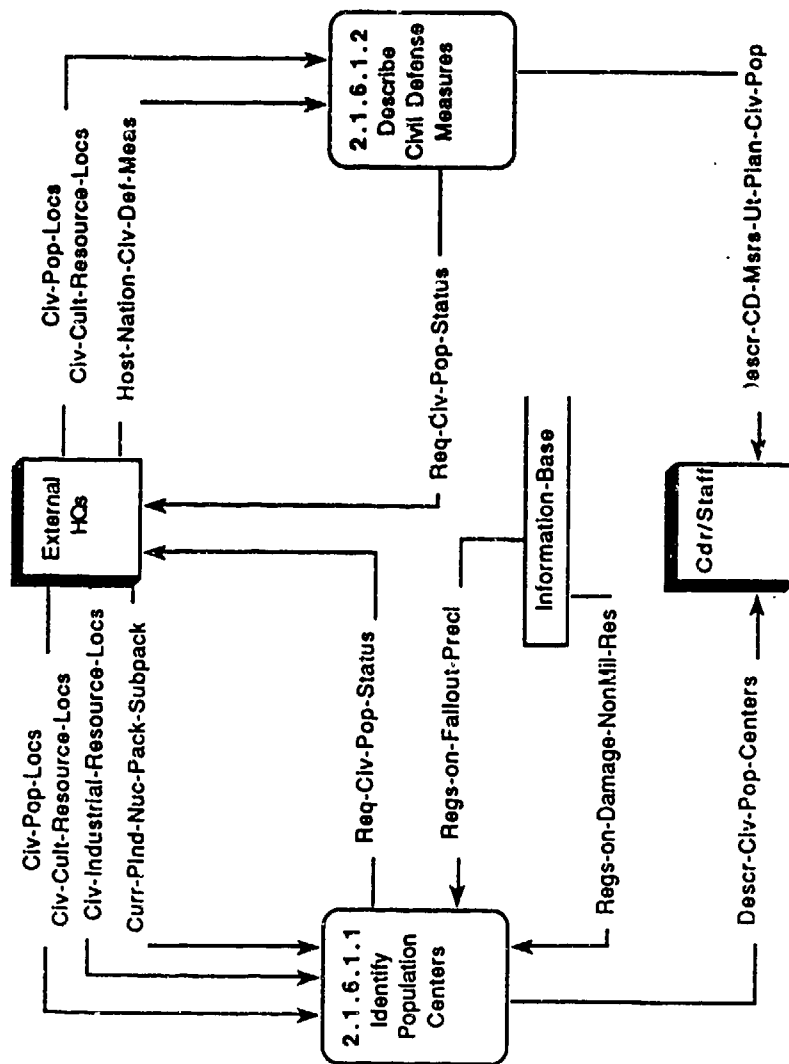 Civ-Pop-Locs
Civ-Cult-Resource-Locs
Civ-Industrial-Resource-Locs
Curr-Plnd-Nuc-Pack-Subpack
External
HQs
Civ-Pop-Locs
Civ-Cult-Resource-Locs
Host-Nation-Civ-Def-Meas
2.1.6.1.1
Identify
Population
Centers
2.1.6.1.2
Describe
Civil Defense
Measures
Req-Civ-Pop-Status
Req-Civ-Pop-Status
Regs-on-Fallout-Precl
Information-Base
Regs-on-Damage-NonMil-Res
Descr-Civ-Pop-Centers
Cdr/Staff
)escr-CD-Msrs-Ut-Plan-Civ-Pop